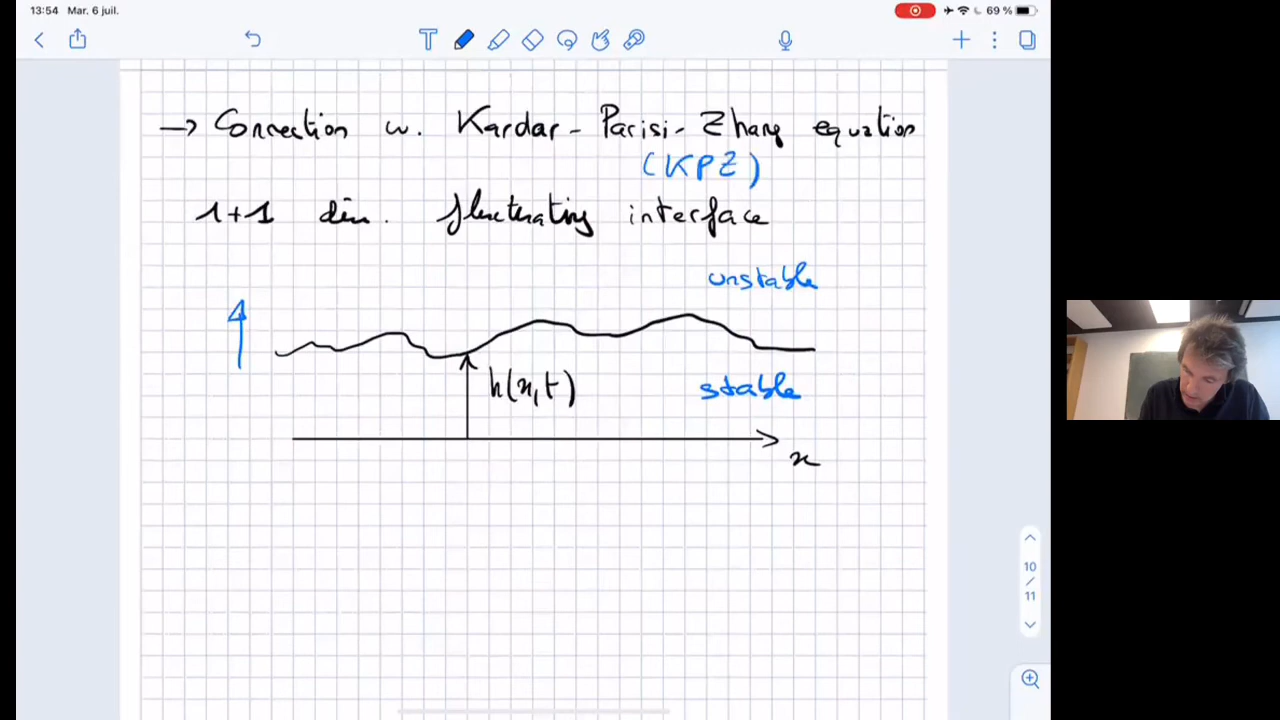 13:54 Mar. 6 juil. 69 %
→ Connection w. Kardar-Parisi-Zhang equation
(KPZ)
1+1 dim. fluctuating interface
unstable
h(x,t)
stable
x
10
/
11